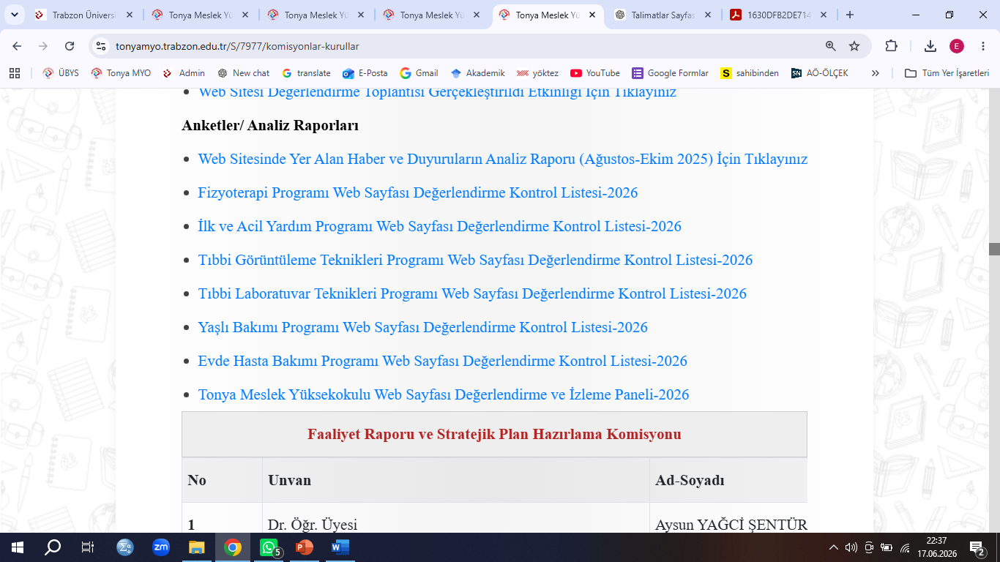 Trabzon Üniversi
Tonya Meslek Yü
Tonya Meslek Yü
Tonya Meslek Yü
Tonya Meslek Yü
Talimatlar Sayfas
1630DFB2DE714
tonyamyo.trabzon.edu.tr/S/7977/komisyonlar-kurullar
E
ÜBYS
Tonya MYO
Admin
New chat
translate
E-Posta
Gmail
Akademik
yöktez
YouTube
Google Formlar
S sahibinden
SN AÖ-ÖLÇEK
Tüm Yer İşaretleri
Web Sitesi Değerlendirme Toplantısı Gerçekleştirildi Etkinliği İçin Tıklayınız
Anketler/ Analiz Raporları
Web Sitesinde Yer Alan Haber ve Duyuruların Analiz Raporu (Ağustos-Ekim 2025) İçin Tıklayınız
Fizyoterapi Programı Web Sayfası Değerlendirme Kontrol Listesi-2026
İlk ve Acil Yardım Programı Web Sayfası Değerlendirme Kontrol Listesi-2026
Tıbbi Görüntüleme Teknikleri Programı Web Sayfası Değerlendirme Kontrol Listesi-2026
Tıbbi Laboratuvar Teknikleri Programı Web Sayfası Değerlendirme Kontrol Listesi-2026
Yaşlı Bakımı Programı Web Sayfası Değerlendirme Kontrol Listesi-2026
Evde Hasta Bakımı Programı Web Sayfası Değerlendirme Kontrol Listesi-2026
Tonya Meslek Yüksekokulu Web Sayfası Değerlendirme ve İzleme Paneli-2026
Faaliyet Raporu ve Stratejik Plan Hazırlama Komisyonu
No Unvan Ad-Soyadı
1 Dr. Öğr. Üyesi Aysun YAĞCİ ŞENTÜR
zm
5
P
W
22:37
17.06.2026
2